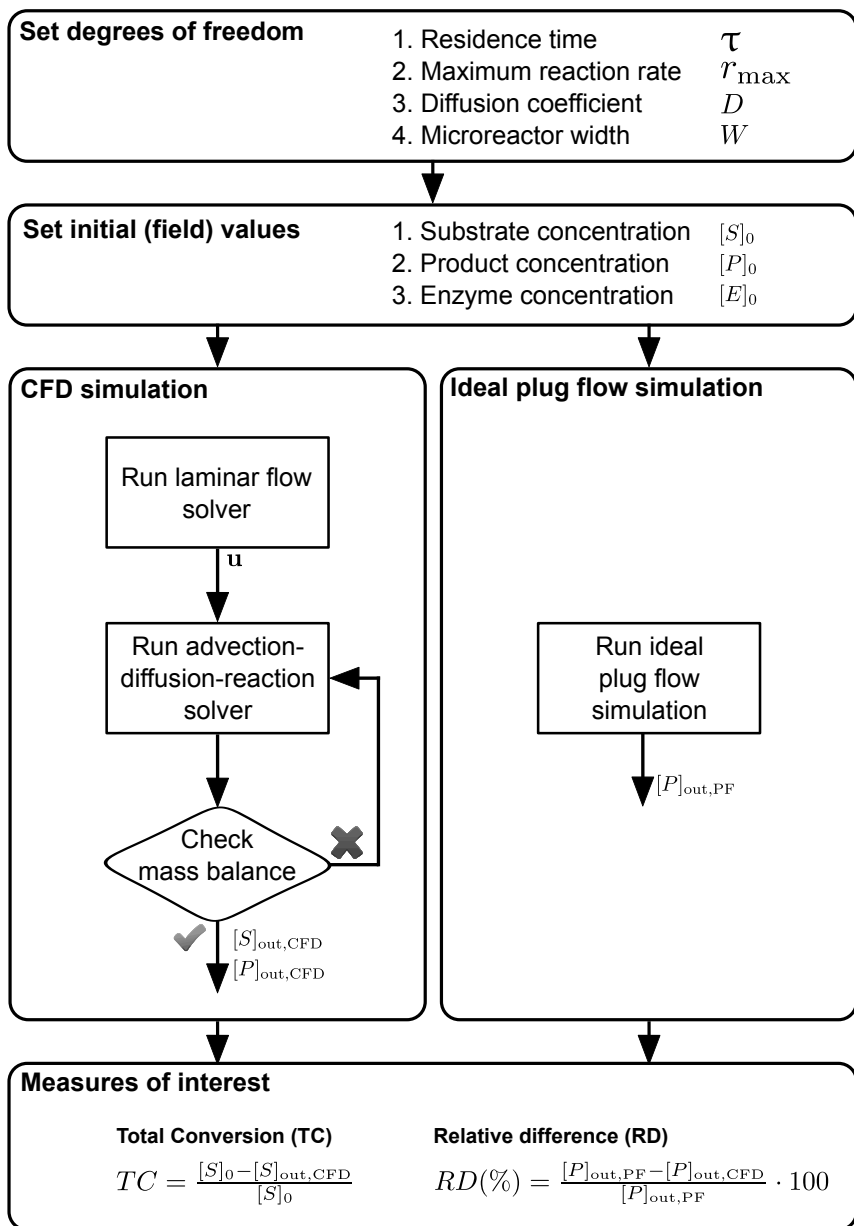 Set degrees of freedom
1. Residence time τ
2. Maximum reaction rate r_max
3. Diffusion coefficient D
4. Microreactor width W
Set initial (field) values
1. Substrate concentration [S]_0
2. Product concentration [P]_0
3. Enzyme concentration [E]_0
CFD simulation
Run laminar flow
solver
u
Run advection-
diffusion-reaction
solver
Check
mass balance
[S]_out,CFD
[P]_out,CFD
Ideal plug flow simulation
Run ideal
plug flow
simulation
[P]_out,PF
Measures of interest
Total Conversion (TC)
TC = ([S]_0−[S]_out,CFD)/[S]_0
Relative difference (RD)
RD(%) = ([P]_out,PF−[P]_out,CFD)/[P]_out,PF · 100